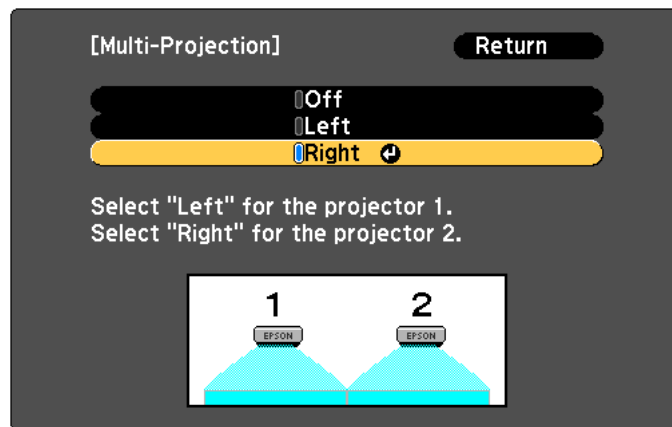 [Multi-Projection]
Return
Off
Left
Right
Select "Left" for the projector 1.
Select "Right" for the projector 2.
1 2
EPSON EPSON